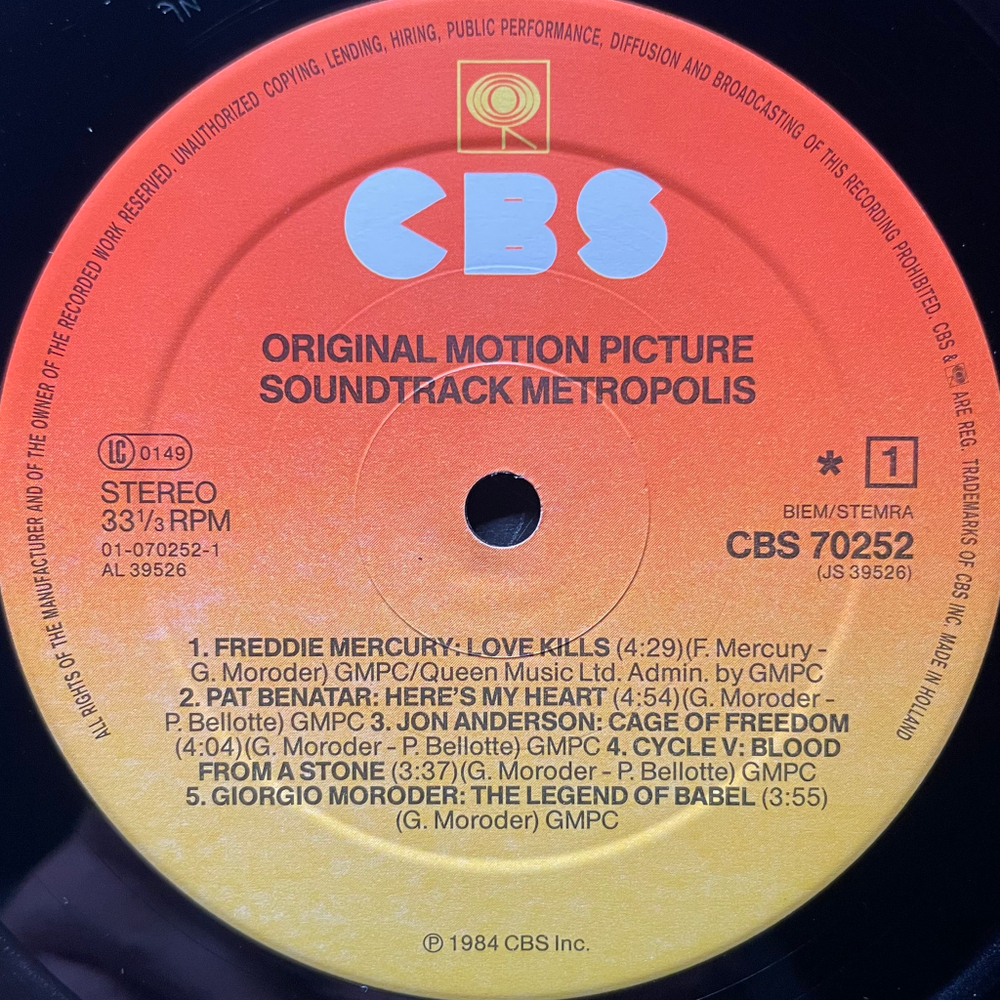 ALL RIGHTS OF THE MANUFACTURER AND OF THE OWNER OF THE RECORDED WORK RESERVED. UNAUTHORIZED COPYING, LENDING, HIRING, PUBLIC PERFORMANCE, DIFFUSION AND BROADCASTING OF THIS RECORDING PROHIBITED. CBS & ARE REG. TRADEMARKS OF CBS INC. MADE IN HOLLAND
CBS
ORIGINAL MOTION PICTURE
SOUNDTRACK METROPOLIS
LC 0149
STEREO
33 1/3 RPM
01-070252-1
AL 39526
* 1
BIEM/STEMRA
CBS 70252
(JS 39526)
1. FREDDIE MERCURY: LOVE KILLS (4:29)(F. Mercury -
G. Moroder) GMPC/Queen Music Ltd. Admin. by GMPC
2. PAT BENATAR: HERE'S MY HEART (4:54)(G. Moroder -
P. Bellotte) GMPC 3. JON ANDERSON: CAGE OF FREEDOM
(4:04)(G. Moroder - P. Bellotte) GMPC 4. CYCLE V: BLOOD
FROM A STONE (3:37)(G. Moroder - P. Bellotte) GMPC
5. GIORGIO MORODER: THE LEGEND OF BABEL (3:55)
(G. Moroder) GMPC
℗ 1984 CBS Inc.